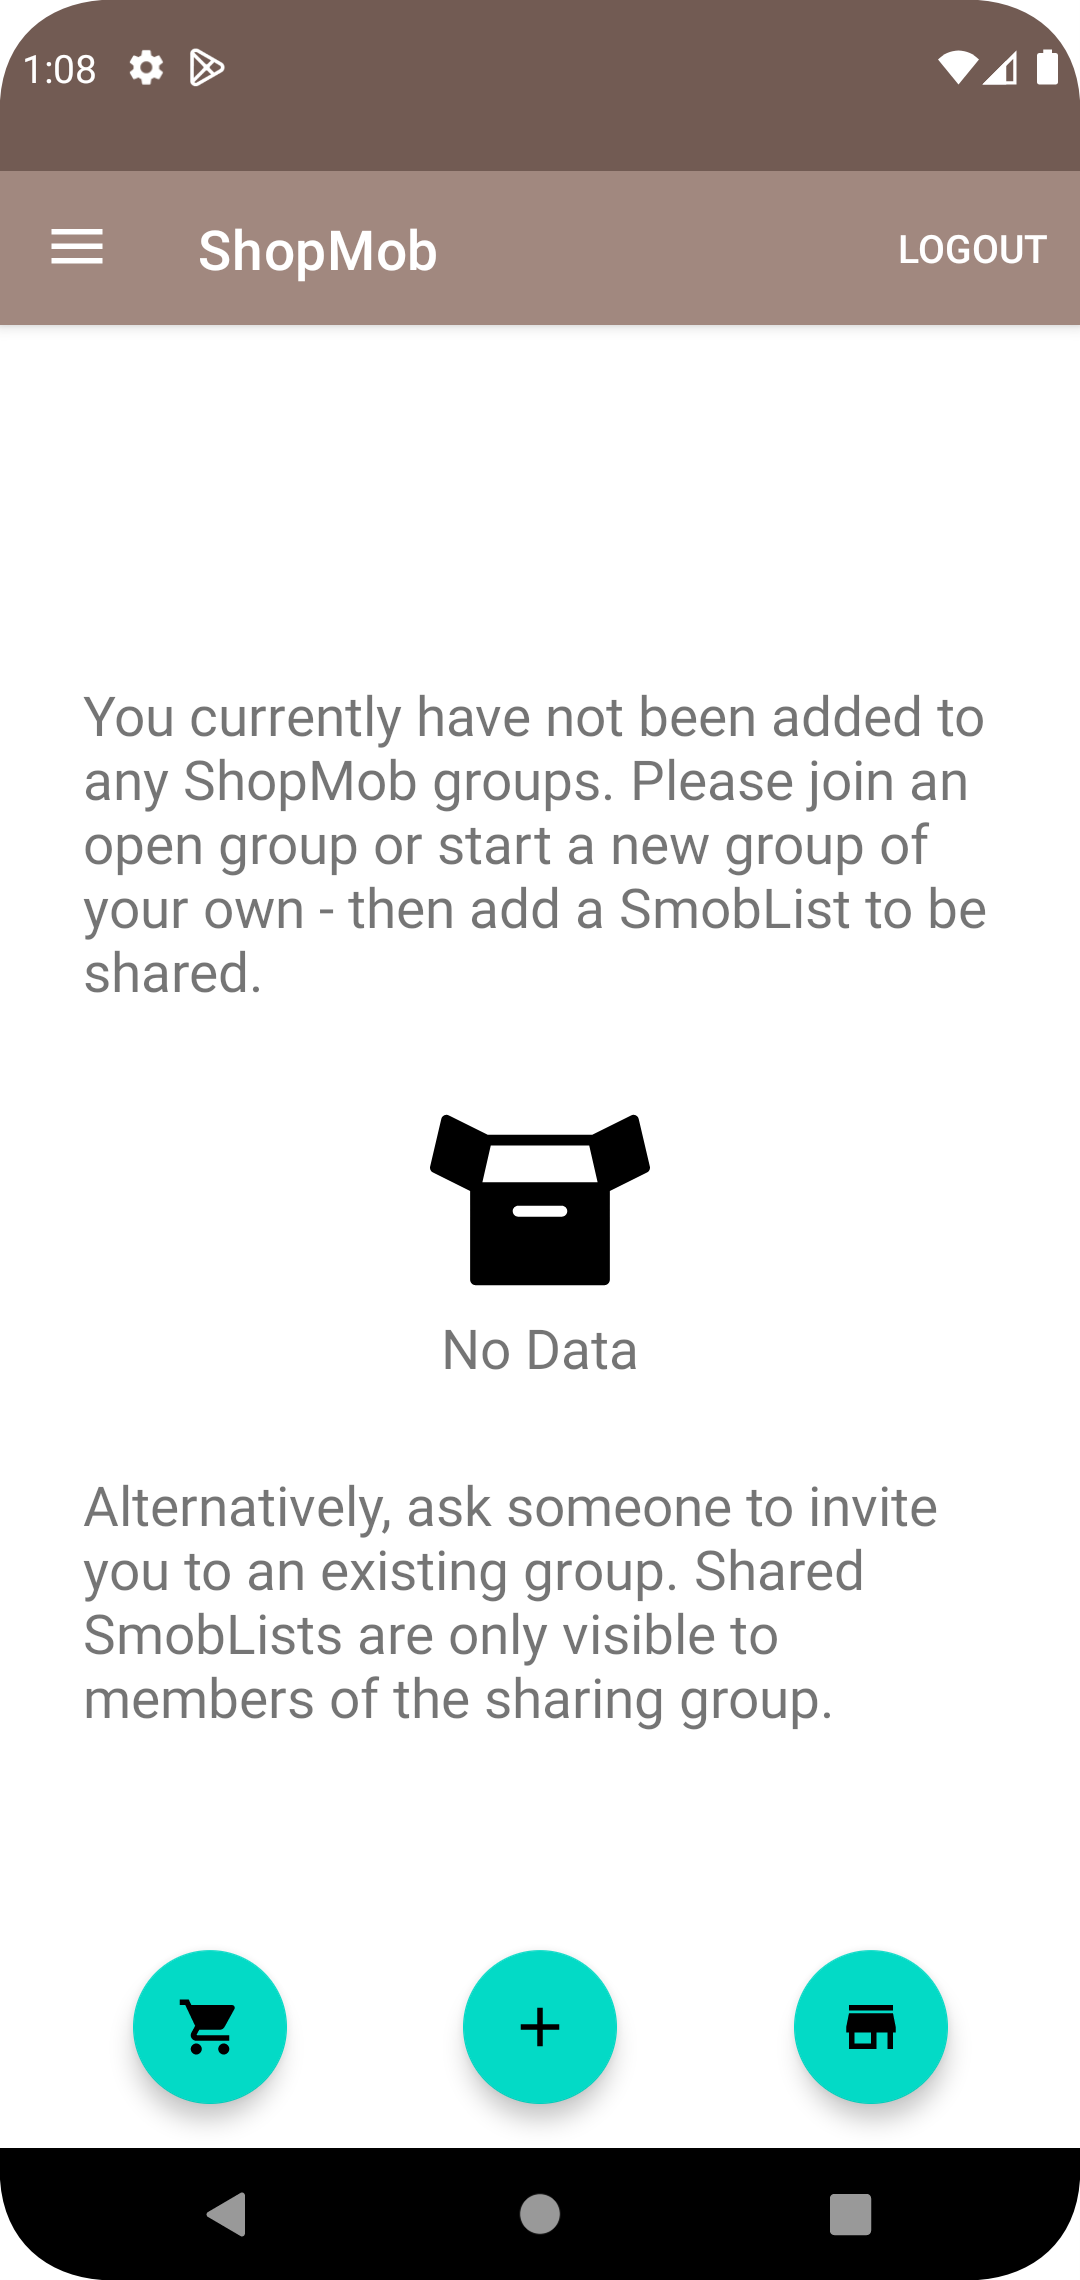 1:08
ShopMob
LOGOUT
You currently have not been added to
any ShopMob groups. Please join an
open group or start a new group of
your own - then add a SmobList to be
shared.
No Data
Alternatively, ask someone to invite
you to an existing group. Shared
SmobLists are only visible to
members of the sharing group.